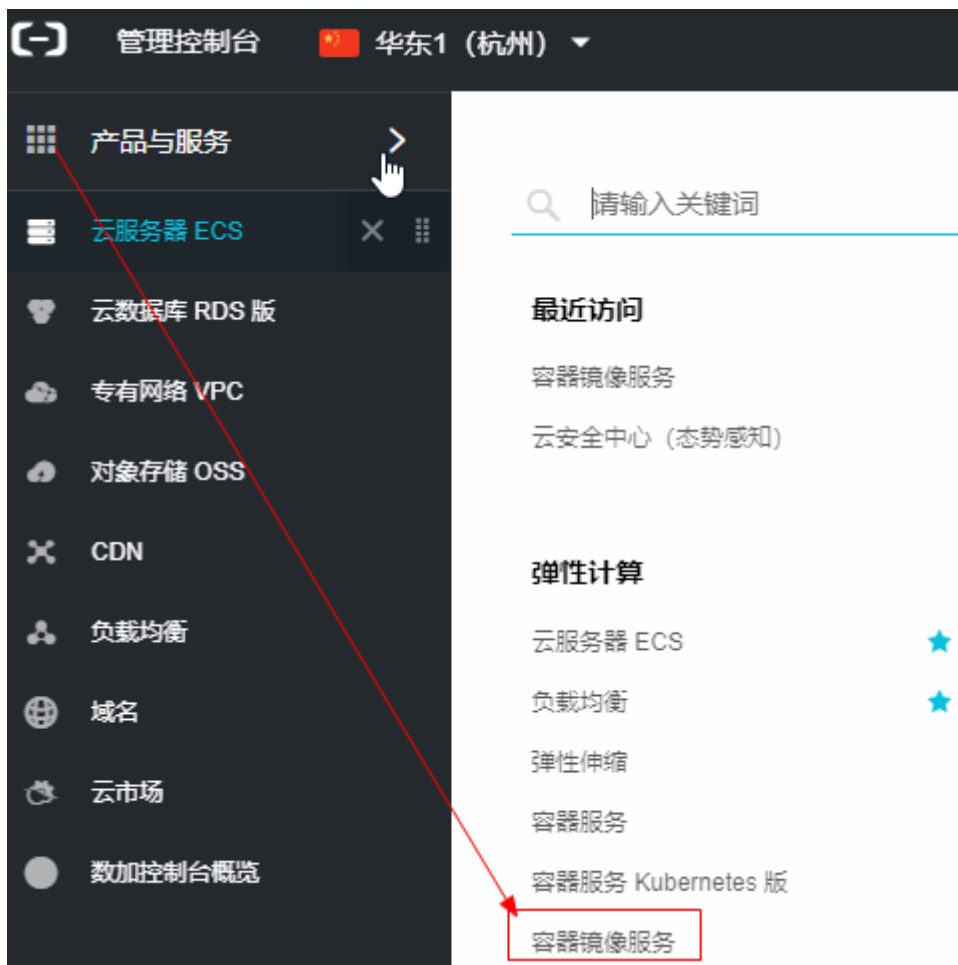 管理控制台
华东1（杭州）
产品与服务
云服务器 ECS
云数据库 RDS 版
专有网络 VPC
对象存储 OSS
CDN
负载均衡
域名
云市场
数加控制台概览
请输入关键词
最近访问
容器镜像服务
云安全中心（态势感知）
弹性计算
云服务器 ECS
负载均衡
弹性伸缩
容器服务
容器服务 Kubernetes 版
容器镜像服务